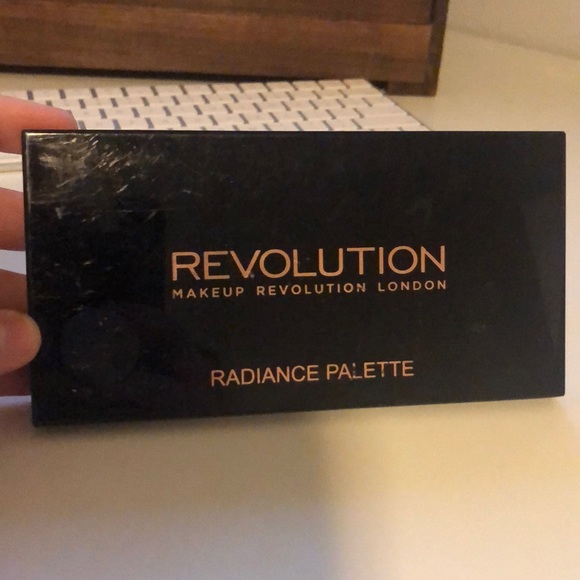 REVOLUTION
MAKEUP REVOLUTION LONDON
RADIANCE PALETTE